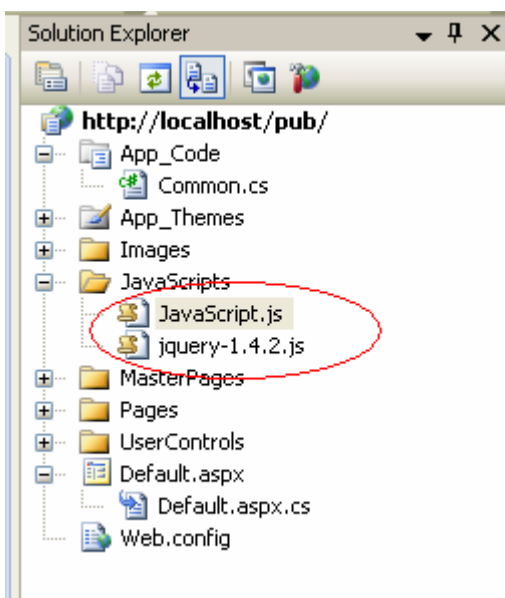 Solution Explorer
http://localhost/pub/
App_Code
Common.cs
App_Themes
Images
JavaScripts
JavaScript.js
jquery-1.4.2.js
MasterPages
Pages
UserControls
Default.aspx
Default.aspx.cs
Web.config